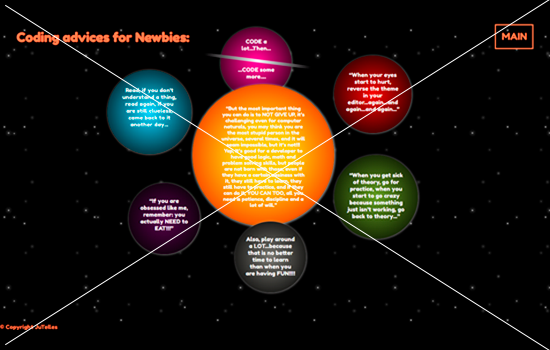 Coding advices for Newbies:
MAIN
CODE a
lot...Then...
...CODE some
more....
Read, if you don't
understand a thing,
read again, if you
are still clueless,
come back to it
another day...
"When your eyes
start to hurt,
reverse the theme
in your
editor...again...and
again...and again..."
"But the most important thing
you can do is to NOT GIVE UP, it's
challenging even for computer
naturals, you may think you are
the most stupid person in the
universe, several times, and it will
seem impossible, but it's not!!
Yes, it's good for a developer to
have good logic, math and
problem solving skills, but people
are not born with those, even if
they have a certain easiness with
it, they still have to study, they
still have to practice, and if they
can do it, YOU CAN TOO, all you
need is patience, discipline and a
lot of will."
"When you get sick
of theory, go for
practice, when you
start to go crazy
because something
just isn't working, go
back to theory..."
"If you are
obsessed like me,
remember: you
actually NEED to
EAT!!!"
Also, play around
a LOT...because
that is no better
time to learn
than when you
are having FUN!!!!
© Copyright JuTelles